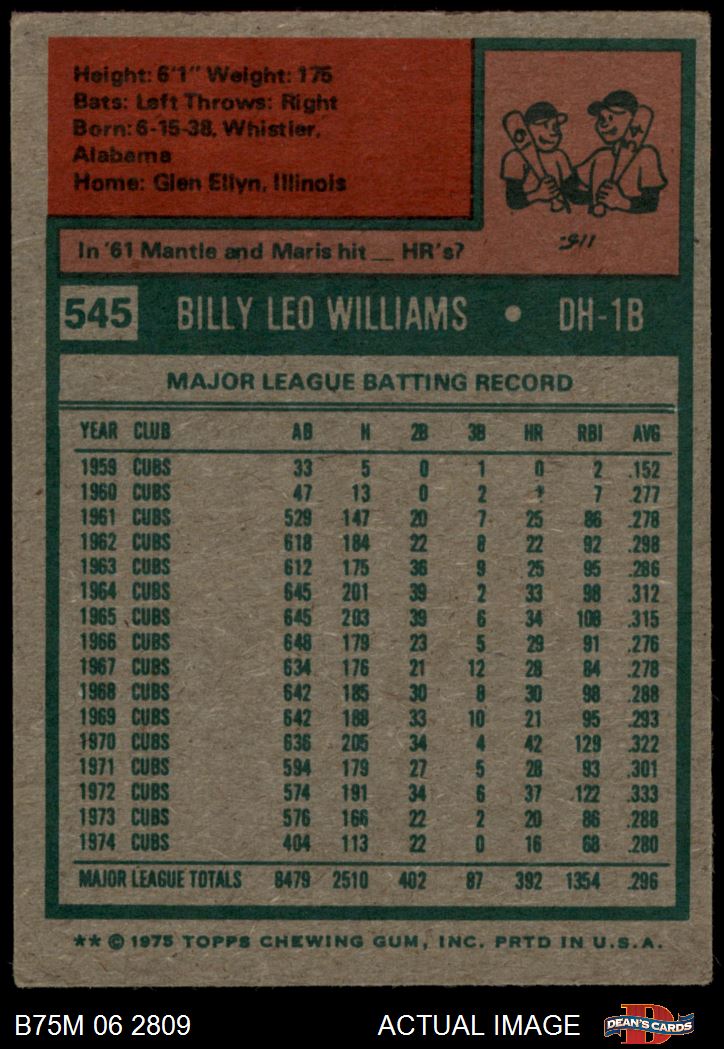 Height: 6'1" Weight: 175
Bats: Left Throws: Right
Born: 6-15-38, Whistler,
Alabama
Home: Glen Ellyn, Illinois
In '61 Mantle and Maris hit __ HR's?
545 BILLY LEO WILLIAMS • DH-1B
MAJOR LEAGUE BATTING RECORD
YEAR CLUB AB H 2B 3B HR RBI AVG
1959 CUBS 33 5 0 1 0 2 .152
1960 CUBS 47 13 0 2 7 .277
1961 CUBS 529 147 20 7 25 86 .278
1962 CUBS 618 184 22 8 22 92 .298
1963 CUBS 612 175 36 9 25 95 .286
1964 CUBS 645 201 39 2 33 98 .312
1965 CUBS 645 203 39 6 34 108 .315
1966 CUBS 648 179 23 5 29 91 .276
1967 CUBS 634 176 21 12 28 84 .278
1968 CUBS 642 185 30 8 30 98 .288
1969 CUBS 642 188 33 10 21 95 .293
1970 CUBS 636 205 34 4 42 129 .322
1971 CUBS 594 179 27 5 28 93 .301
1972 CUBS 574 191 34 6 37 122 .333
1973 CUBS 576 166 22 2 20 86 .288
1974 CUBS 404 113 22 0 16 68 .280
MAJOR LEAGUE TOTALS 8479 2510 402 87 392 1354 .296
** © 1975 TOPPS CHEWING GUM, INC. PRTD IN U.S.A.
B75M 06 2809 ACTUAL IMAGE D DEAN'S CARDS